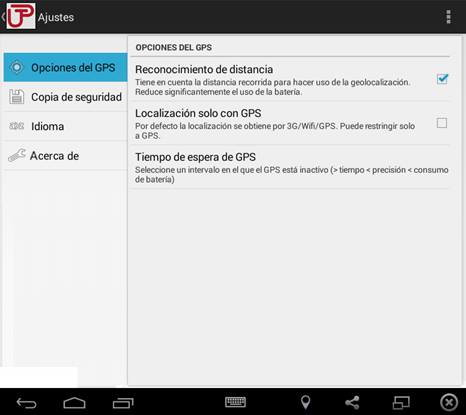 UP Ajustes
Opciones del GPS
Copia de seguridad
Idioma
Acerca de
OPCIONES DEL GPS
Reconocimiento de distancia
Tiene en cuenta la distancia recorrida para hacer uso de la geolocalización.
Reduce significantemente el uso de la batería.
Localización solo con GPS
Por defecto la localización se obtiene por 3G/Wifi/GPS. Puede restringir solo
a GPS.
Tiempo de espera de GPS
Seleccione un intervalo en el que el GPS está inactivo (> tiempo < precisión < consumo
de batería)